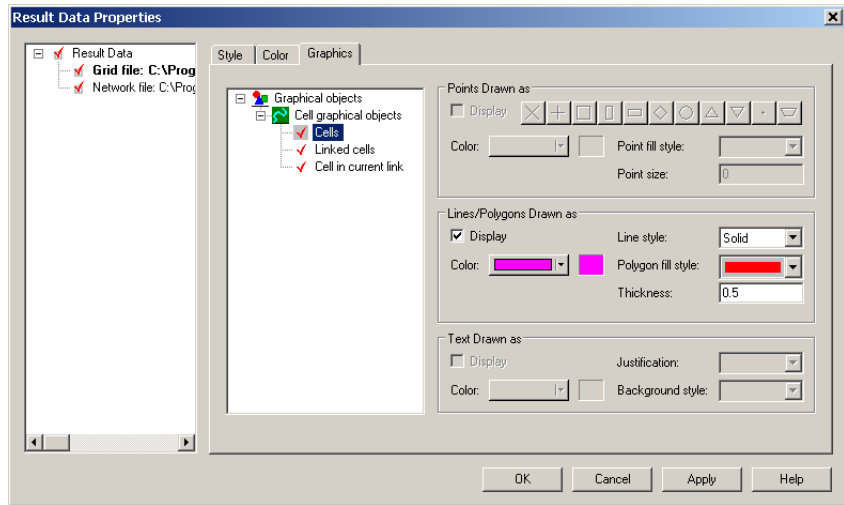 Result Data Properties
Result Data
Grid file: C:\Prog
Network file: C:\Prog
Style
Color
Graphics
Graphical objects
Cell graphical objects
Cells
Linked cells
Cell in current link
Points Drawn as
Display
Color:
Point fill style:
Point size:
0
Lines/Polygons Drawn as
Display
Line style:
Solid
Color:
Polygon fill style:
Thickness:
0.5
Text Drawn as
Display
Justification:
Color:
Background style:
OK
Cancel
Apply
Help